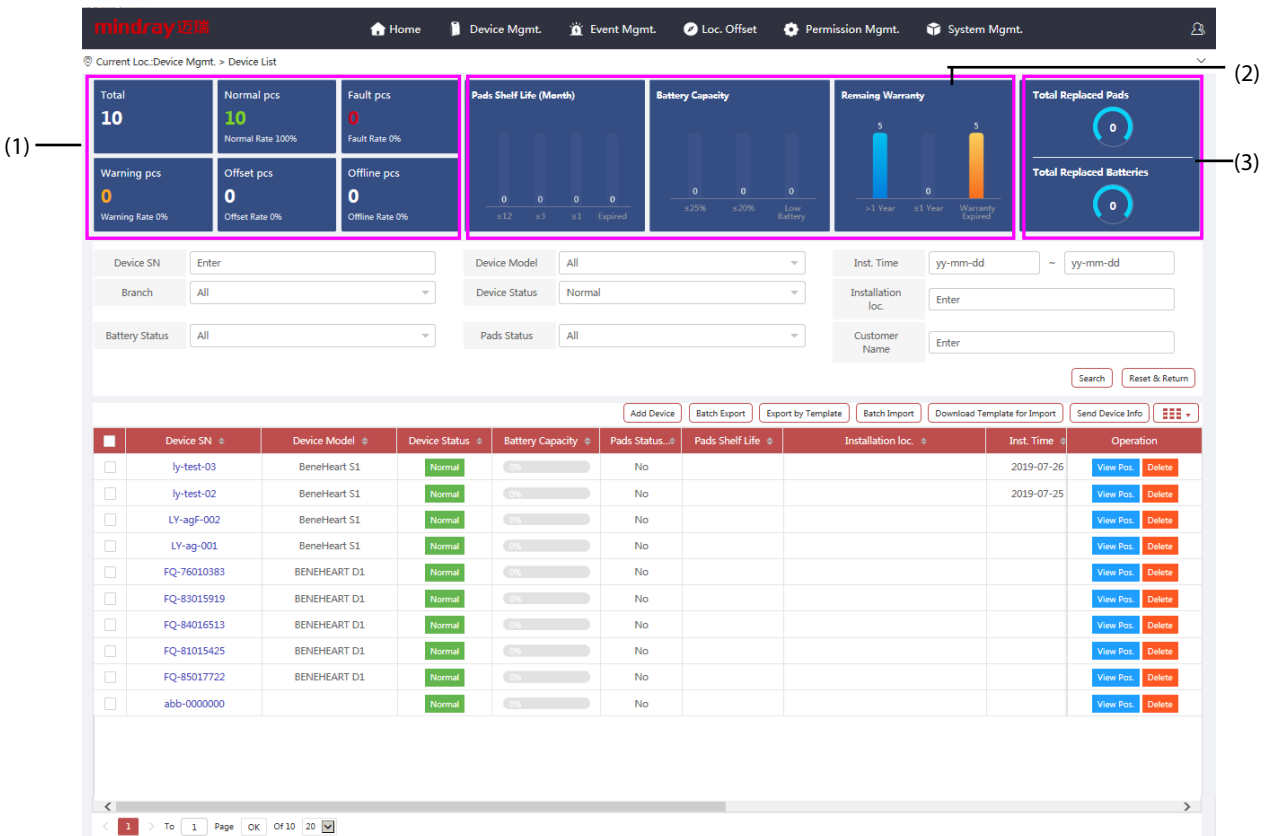 mindray迈瑞
Home Device Mgmt. Event Mgmt. Loc. Offset Permission Mgmt. System Mgmt.
Current Loc.:Device Mgmt. > Device List
(1)
(2)
(3)
Total
10
Normal pcs
10
Normal Rate 100%
Fault pcs
0
Fault Rate 0%
Warning pcs
0
Warning Rate 0%
Offset pcs
0
Offset Rate 0%
Offline pcs
0
Offline Rate 0%
Pads Shelf Life (Month)
0 0 0 0
≤12 ≤3 ≤1 Expired
Battery Capacity
0 0 0
≤25% ≤20% Low Battery
Remaing Warranty
5 0 5
>1 Year ≤1 Year Warranty Expired
Total Replaced Pads
0
Total Replaced Batteries
0
Device SN Enter Device Model All Inst. Time yy-mm-dd ~ yy-mm-dd
Branch All Device Status Normal Installation loc. Enter
Battery Status All Pads Status All Customer Name Enter
Search Reset & Return
Add Device Batch Export Export by Template Batch Import Download Template for Import Send Device Info
Device SN Device Model Device Status Battery Capacity Pads Status... Pads Shelf Life Installation loc. Inst. Time Operation
ly-test-03 BeneHeart S1 Normal 0% No 2019-07-26 View Pos. Delete
ly-test-02 BeneHeart S1 Normal 0% No 2019-07-25 View Pos. Delete
LY-agF-002 BeneHeart S1 Normal 0% No View Pos. Delete
LY-ag-001 BeneHeart S1 Normal 0% No View Pos. Delete
FQ-76010383 BENEHEART D1 Normal 0% No View Pos. Delete
FQ-83015919 BENEHEART D1 Normal 0% No View Pos. Delete
FQ-84016513 BENEHEART D1 Normal 0% No View Pos. Delete
FQ-81015425 BENEHEART D1 Normal 0% No View Pos. Delete
FQ-85017722 BENEHEART D1 Normal 0% No View Pos. Delete
abb-0000000 Normal 0% No View Pos. Delete
< 1 > To 1 Page OK Of 10 20